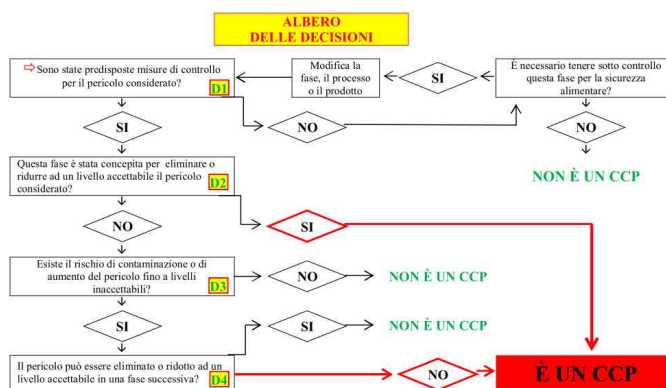 ALBERO
DELLE DECISIONI
⇨Sono state predisposte misure di controllo
per il pericolo considerato?
D1
Modifica la
fase, il processo
o il prodotto
SI
È necessario tenere sotto controllo
questa fase per la sicurezza
alimentare?
SI
NO
NO
NON È UN CCP
Questa fase è stata concepita per eliminare o
ridurre ad un livello accettabile il pericolo
considerato?
D2
NO
SI
Esiste il rischio di contaminazione o di
aumento del pericolo fino a livelli
inaccettabili?
D3
NO
NON È UN CCP
SI
SI
NON È UN CCP
Il pericolo può essere eliminato o ridotto ad un
livello accettabile in una fase successiva?
D4
NO
È UN CCP